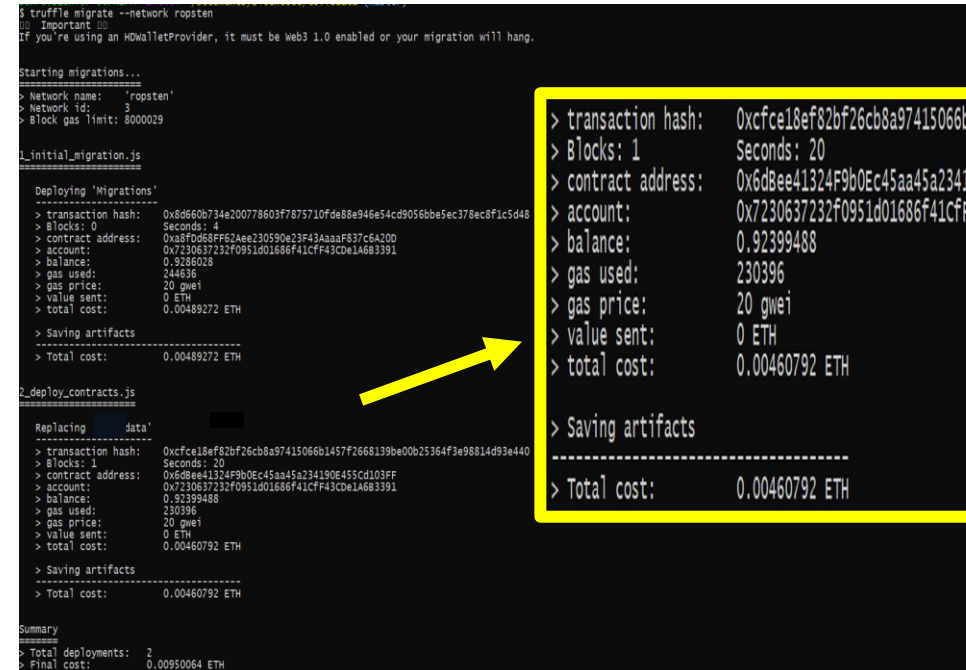 $ truffle migrate --network ropsten
Important
If you're using an HDWalletProvider, it must be Web3 1.0 enabled or your migration will hang.
Starting migrations...
======================
> Network name:    'ropsten'
> Network id:      3
> Block gas limit: 8000029
1_initial_migration.js
======================
Deploying 'Migrations'
----------------------
> transaction hash:    0x8d660b734e200778603f7875710fde88e946e54cd9056bbe5ec378ec8f1c5d48
> Blocks: 0            Seconds: 4
> contract address:    0xa8fDd68FF62Aee230590e23F43AaaaF837c6A20D
> account:             0x7230637232f0951d01686f41CfF43CDe1A6B3391
> balance:             0.9286028
> gas used:            244636
> gas price:           20 gwei
> value sent:          0 ETH
> total cost:          0.00489272 ETH
> Saving artifacts
-------------------------------------
> Total cost:          0.00489272 ETH
2_deploy_contracts.js
=====================
Replacing data'
---------------------
> transaction hash:    0xcfce18ef82bf26cb8a97415066b1457f2668139be00b25364f3e98814d93e440
> Blocks: 1            Seconds: 20
> contract address:    0x6dBee41324F9b0Ec45aa45a234190E455Cd103FF
> account:             0x7230637232f0951d01686f41CfF43CDe1A6B3391
> balance:             0.92399488
> gas used:            230396
> gas price:           20 gwei
> value sent:          0 ETH
> total cost:          0.00460792 ETH
> Saving artifacts
-------------------------------------
> Total cost:          0.00460792 ETH
Summary
=======
> Total deployments:   2
> Final cost:          0.00950064 ETH
> transaction hash:    0xcfce18ef82bf26cb8a97415066b
> Blocks: 1            Seconds: 20
> contract address:    0x6dBee41324F9b0Ec45aa45a2341
> account:             0x7230637232f0951d01686f41CfF
> balance:             0.92399488
> gas used:            230396
> gas price:           20 gwei
> value sent:          0 ETH
> total cost:          0.00460792 ETH
> Saving artifacts
-------------------------------------
> Total cost:          0.00460792 ETH